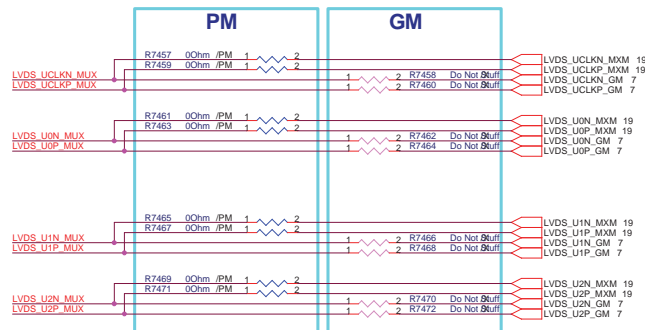 PM GM
R7457 0Ohm /PM 1 2 LVDS_UCLKN_MXM 19
R7459 0Ohm /PM 1 2 LVDS_UCLKP_MXM 19
LVDS_UCLKN_MUX 1 2 R7458 Do Not Stuff LVDS_UCLKN_GM 7
LVDS_UCLKP_MUX 1 2 R7460 Do Not Stuff LVDS_UCLKP_GM 7
R7461 0Ohm /PM 1 2 LVDS_U0N_MXM 19
R7463 0Ohm /PM 1 2 LVDS_U0P_MXM 19
LVDS_U0N_MUX 1 2 R7462 Do Not Stuff LVDS_U0N_GM 7
LVDS_U0P_MUX 1 2 R7464 Do Not Stuff LVDS_U0P_GM 7
R7465 0Ohm /PM 1 2 LVDS_U1N_MXM 19
R7467 0Ohm /PM 1 2 LVDS_U1P_MXM 19
LVDS_U1N_MUX 1 2 R7466 Do Not Stuff LVDS_U1N_GM 7
LVDS_U1P_MUX 1 2 R7468 Do Not Stuff LVDS_U1P_GM 7
R7469 0Ohm /PM 1 2 LVDS_U2N_MXM 19
R7471 0Ohm /PM 1 2 LVDS_U2P_MXM 19
LVDS_U2N_MUX 1 2 R7470 Do Not Stuff LVDS_U2N_GM 7
LVDS_U2P_MUX 1 2 R7472 Do Not Stuff LVDS_U2P_GM 7